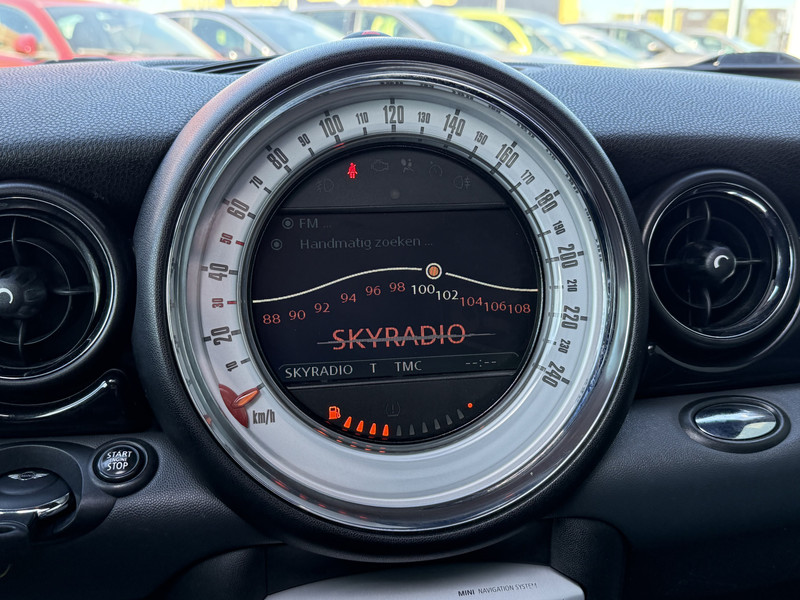 10 20 30 40 50 60 70 80 90 100 110 120 130 140 150 160 170 180 190 200 210 220 230 240
km/h
FM ...
Handmatig zoeken ...
88 90 92 94 96 98 100 102 104 106 108
SKYRADIO
SKYRADIO T TMC --:--
START
ENGINE
STOP
MINI NAVIGATION SYSTEM